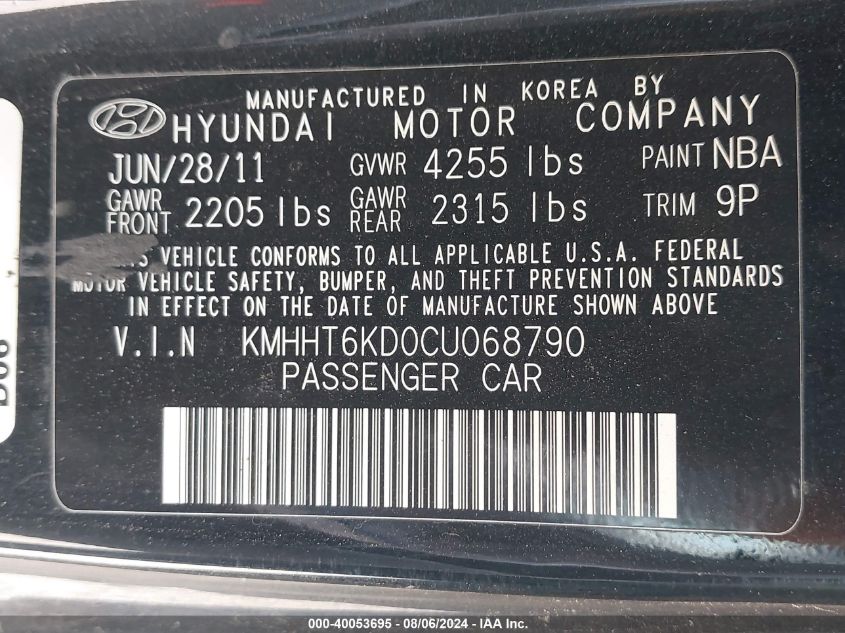 MANUFACTURED IN KOREA BY
HYUNDAI MOTOR COMPANY
JUN/28/11 GVWR 4255 lbs PAINT NBA
GAWR FRONT 2205 lbs GAWR REAR 2315 lbs TRIM 9P
VEHICLE CONFORMS TO ALL APPLICABLE U.S.A. FEDERAL
MOTOR VEHICLE SAFETY, BUMPER, AND THEFT PREVENTION STANDARDS
IN EFFECT ON THE DATE OF MANUFACTURE SHOWN ABOVE
V.I.N KMHHT6KD0CU068790
PASSENGER CAR
000-40053695 - 08/06/2024 - IAA Inc.